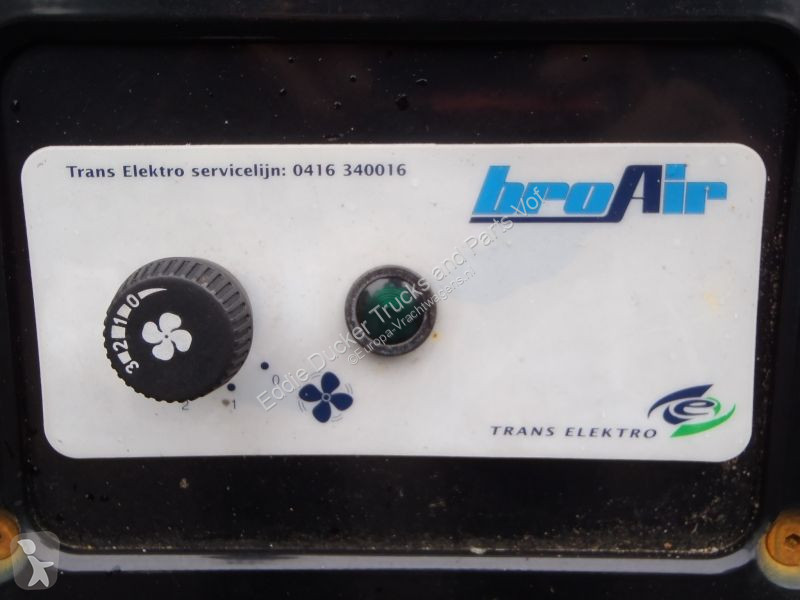 Trans Elektro servicelijn: 0416 340016
broAir
0
1
2
3
0
1
2
TRANS ELEKTRO
e
Eddie Ducker Trucks and Parts Vof
©Europa-Vrachtwagens.nl